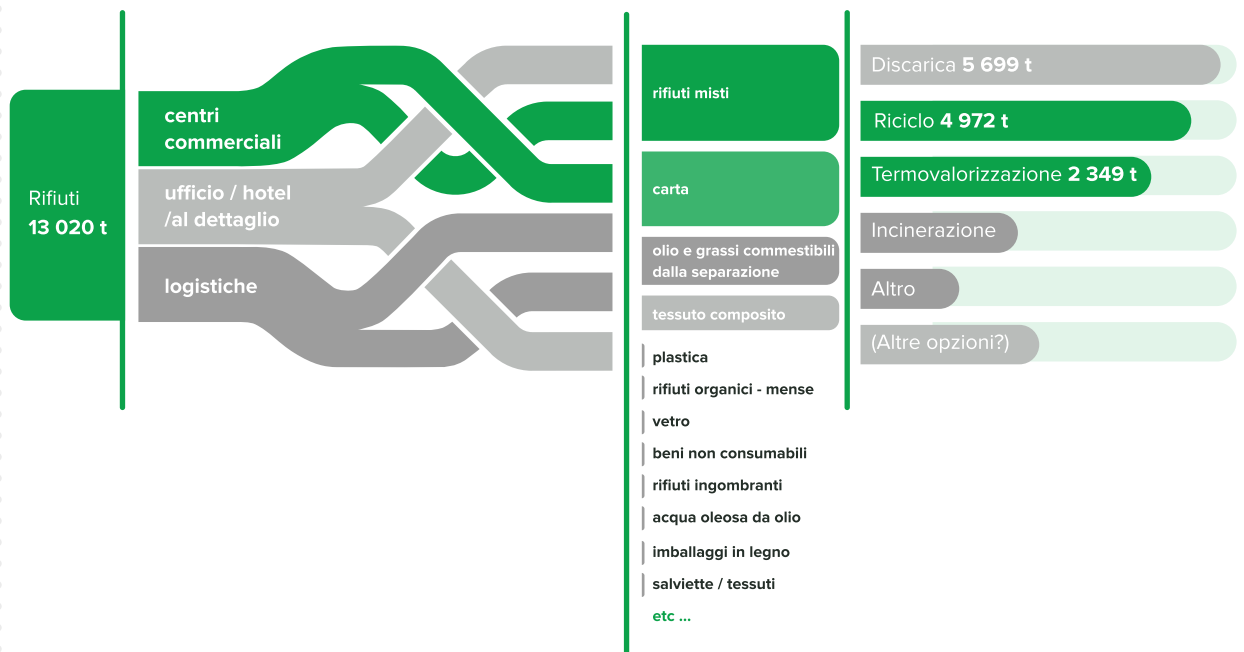 Rifiuti
13 020 t
centri
commerciali
ufficio / hotel
/al dettaglio
logistiche
rifiuti misti
carta
olio e grassi commestibili
dalla separazione
tessuto composito
plastica
rifiuti organici - mense
vetro
beni non consumabili
rifiuti ingombranti
acqua oleosa da olio
imballaggi in legno
salviette / tessuti
etc ...
Discarica 5 699 t
Riciclo 4 972 t
Termovalorizzazione 2 349 t
Incinerazione
Altro
(Altre opzioni?)